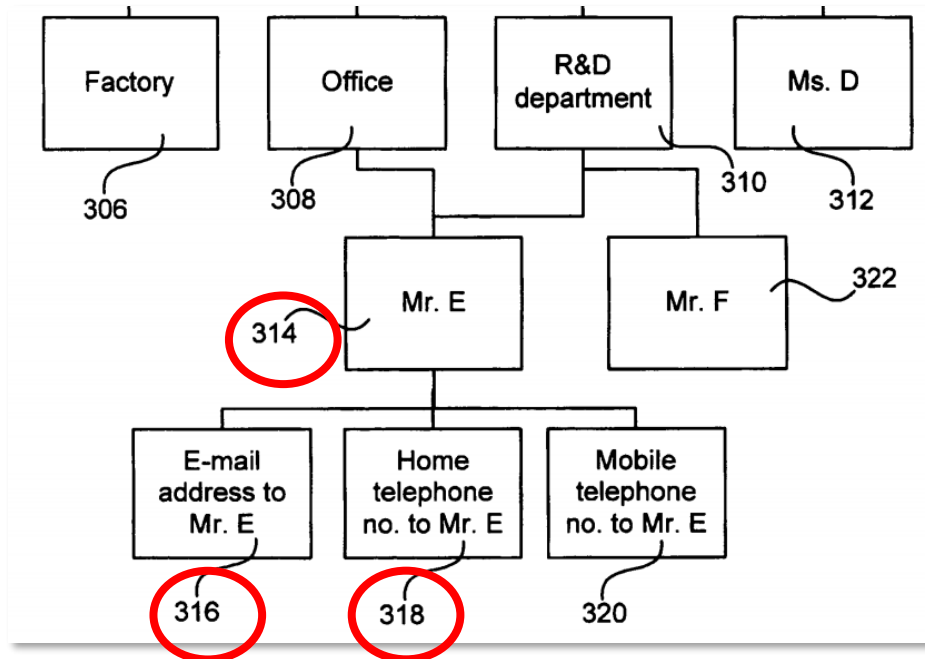 Factory
Office
R&D
department
Ms. D
306
308
310
312
Mr. E
Mr. F
322
314
E-mail
address to
Mr. E
Home
telephone
no. to Mr. E
Mobile
telephone
no. to Mr. E
316
318
320